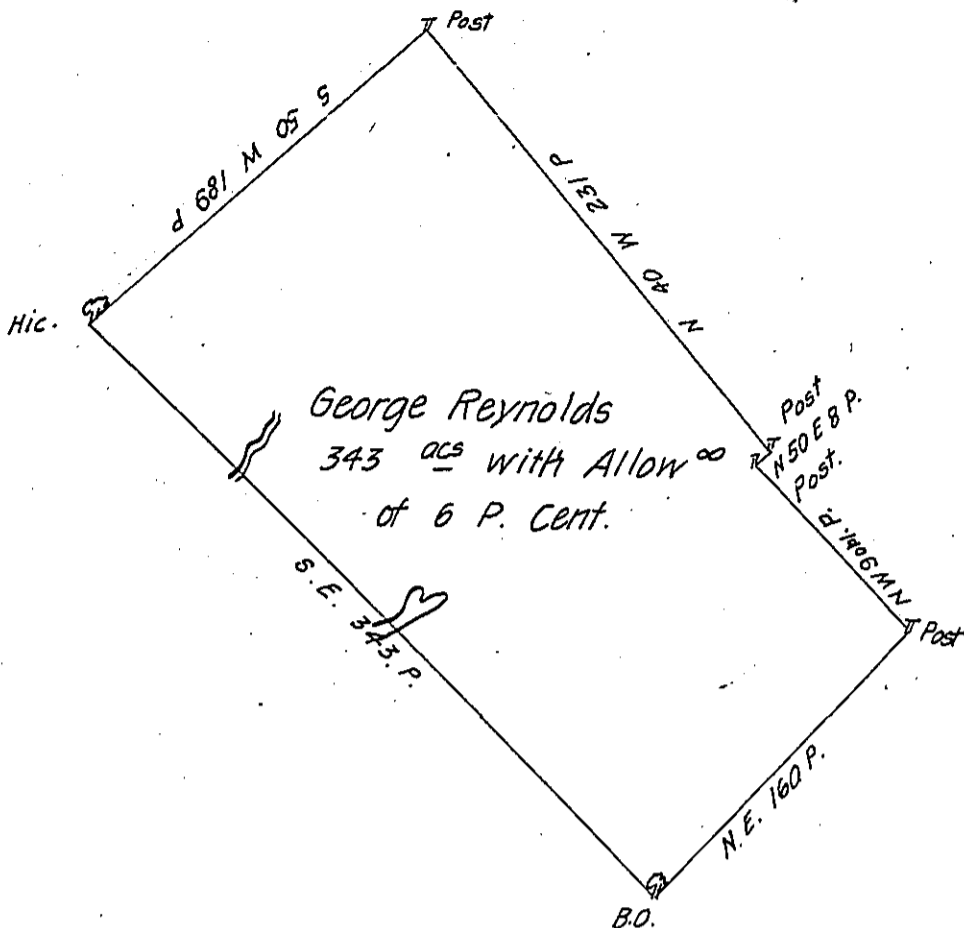 Post
S 50 W 189 P
N 40 W 231 P
Hic.
Post
N 50 E 8 P.
Post.
George Reynolds
343 acs with Allow
of 6 P. Cent.
S.E. 343. P.
Post
N.E. 160 P.
B.O.